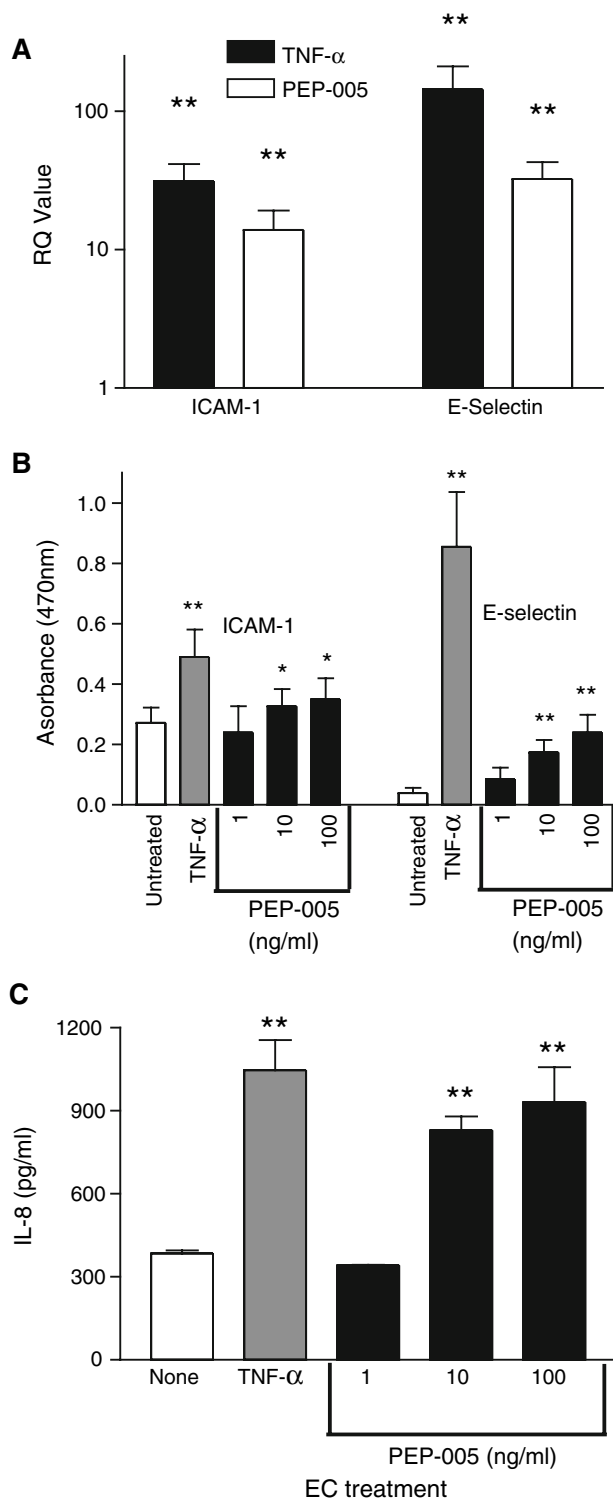 A
TNF-α
PEP-005
**
**
**
**
RQ Value
100
10
1
ICAM-1
E-Selectin
B
Asorbance (470nm)
1.0
0.8
0.6
0.4
0.2
0.0
**
ICAM-1
*
*
**
E-selectin
**
**
Untreated
TNF-α
1
10
100
Untreated
TNF-α
1
10
100
PEP-005
(ng/ml)
PEP-005
(ng/ml)
C
IL-8 (pg/ml)
1200
900
600
300
0
**
**
**
None
TNF-α
1
10
100
PEP-005 (ng/ml)
EC treatment